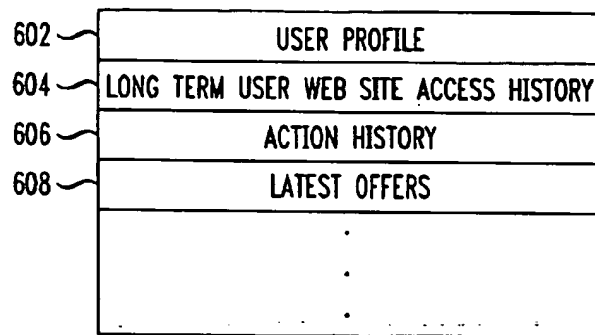 602 USER PROFILE
604 LONG TERM USER WEB SITE ACCESS HISTORY
606 ACTION HISTORY
608 LATEST OFFERS
.
.
.